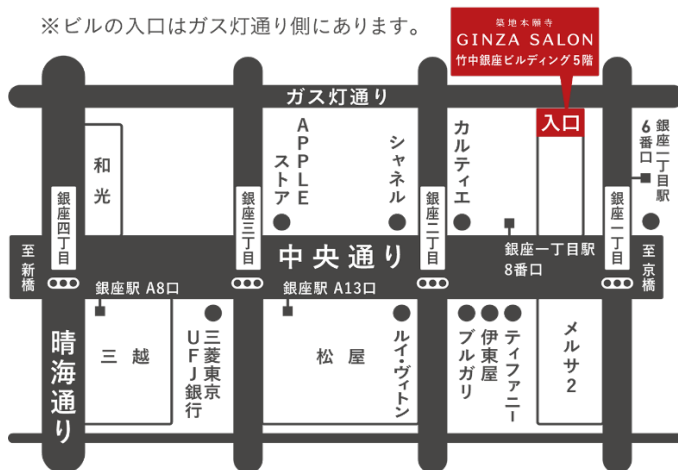 ※ビルの入口はガス灯通り側にあります。
築地本願寺
GINZA SALON
竹中銀座ビルディング5階
ガス灯通り
入口
和光
APPLE
ストア
シャネル
カルティエ
銀座一丁目駅
6番口
銀座四丁目
銀座三丁目
銀座二丁目
銀座一丁目
至新橋
中央通り
銀座一丁目駅
8番口
至京橋
銀座駅 A8口
銀座駅 A13口
晴海通り
三越
三菱東京
UFJ銀行
松屋
ルイ・ヴィトン
ブルガリ
伊東屋
ティファニー
メルサ2